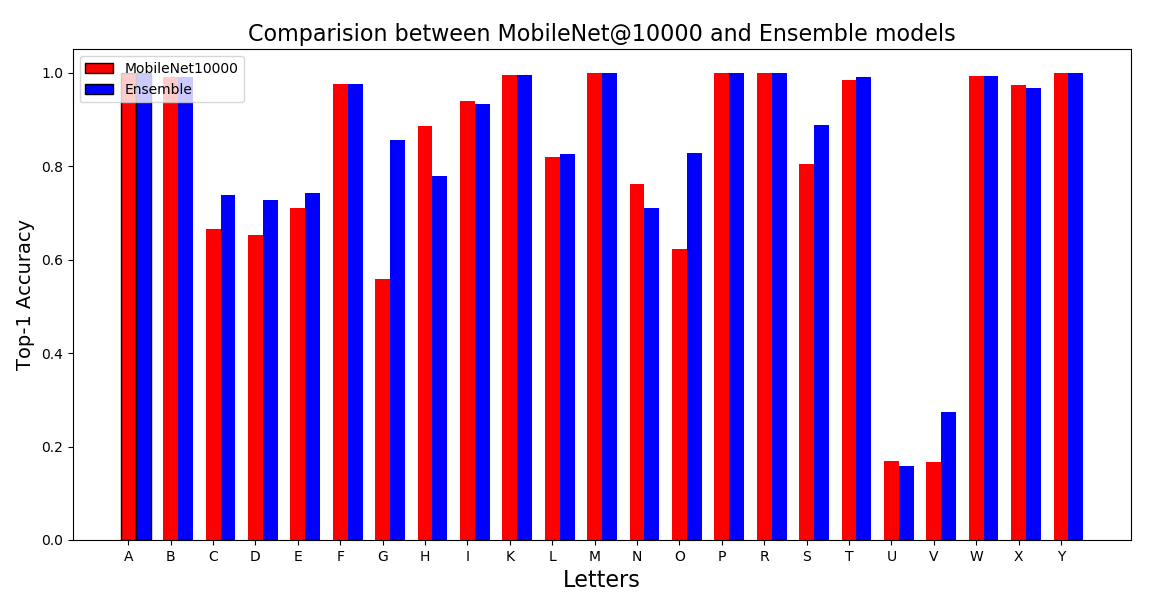 Comparision between MobileNet@10000 and Ensemble models
MobileNet10000
Ensemble
1.0
0.8
0.6
0.4
0.2
0.0
Top-1 Accuracy
A B C D E F G H I K L M N O P R S T U V W X Y
Letters